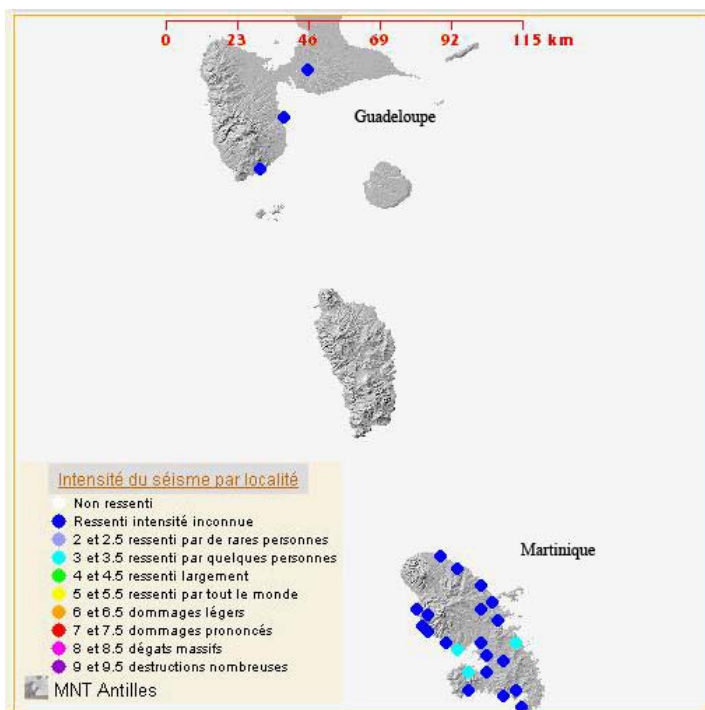 0 23 46 69 92 115 km
Guadeloupe
Martinique
Intensité du séisme par localité
Non ressenti
Ressenti intensité inconnue
2 et 2.5 ressenti par de rares personnes
3 et 3.5 ressenti par quelques personnes
4 et 4.5 ressenti largement
5 et 5.5 ressenti par tout le monde
6 et 6.5 dommages légers
7 et 7.5 dommages prononcés
8 et 8.5 dégats massifs
9 et 9.5 destructions nombreuses
MNT Antilles